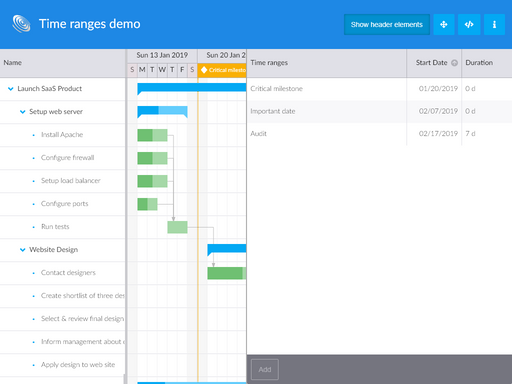 Time ranges demo
Show header elements
Name
Sun 13 Jan 2019
Sun 20 Jan 2
S M T W T F S
Critical milesto
Time ranges
Start Date
Duration
Launch SaaS Product
Critical milestone 01/20/2019 0 d
Setup web server
Important date 02/07/2019 0 d
Install Apache
Audit 02/17/2019 7 d
Configure firewall
Setup load balancer
Configure ports
Run tests
Website Design
Contact designers
Create shortlist of three des
Select & review final design
Inform management about
Apply design to web site
Add